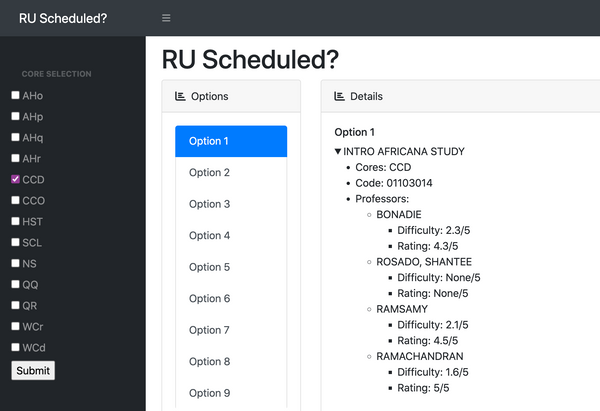 RU Scheduled?
CORE SELECTION
AHo
AHp
AHq
AHr
CCD
CCO
HST
SCL
NS
QQ
QR
WCr
WCd
Submit
RU Scheduled?
Options
Option 1
Option 2
Option 3
Option 4
Option 5
Option 6
Option 7
Option 8
Option 9
Details
Option 1
INTRO AFRICANA STUDY
Cores: CCD
Code: 01103014
Professors:
BONADIE
Difficulty: 2.3/5
Rating: 4.3/5
ROSADO, SHANTEE
Difficulty: None/5
Rating: None/5
RAMSAMY
Difficulty: 2.1/5
Rating: 4.5/5
RAMACHANDRAN
Difficulty: 1.6/5
Rating: 5/5